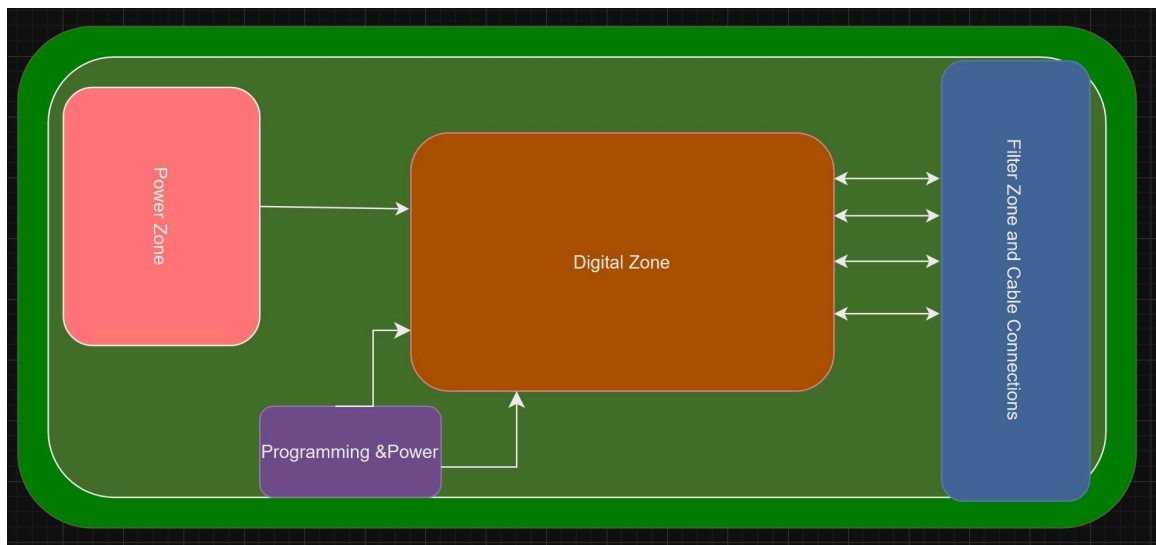 Power Zone
Digital Zone
Filter Zone and Cable Connections
Programming &Power